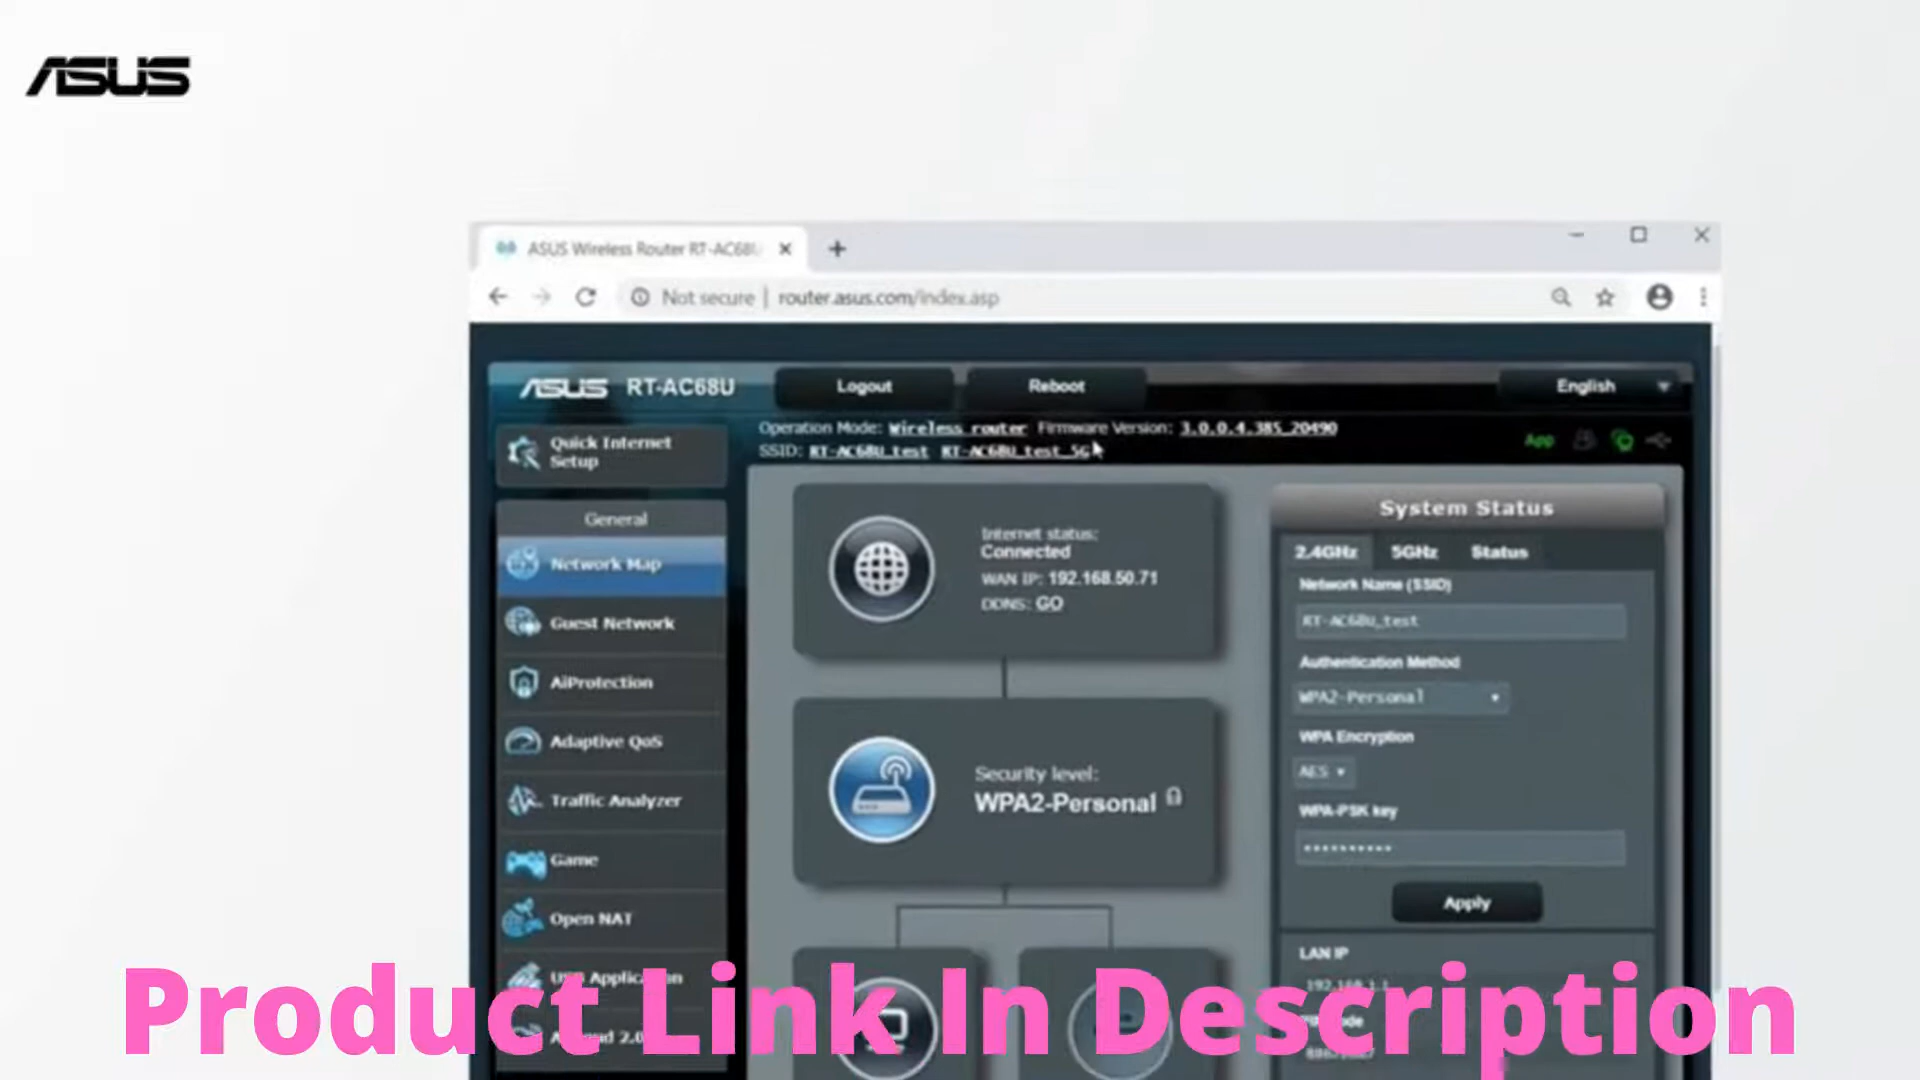 ASUS
ASUS Wireless Router RT-AC68U
Not secure | router.asus.com/index.asp
ASUS RT-AC68U
Logout
Reboot
English
Operation Mode: Wireless router Firmware Version: 3.0.0.4.385_20490
SSID: RT-AC68U_test RT-AC68U_test_5G
App
Quick Internet
Setup
General
Network Map
Guest Network
AiProtection
Adaptive QoS
Traffic Analyzer
Game
Open NAT
Internet status:
Connected
WAN IP: 192.168.50.71
DDNS: GO
Security level:
WPA2-Personal
System Status
2.4GHz 5GHz Status
Network Name (SSID)
RT-AC68U_test
Authentication Method
WPA2-Personal
WPA Encryption
AES
WPA-PSK key
••••••••••
Apply
LAN IP
192.168.1.1
Product Link In Description